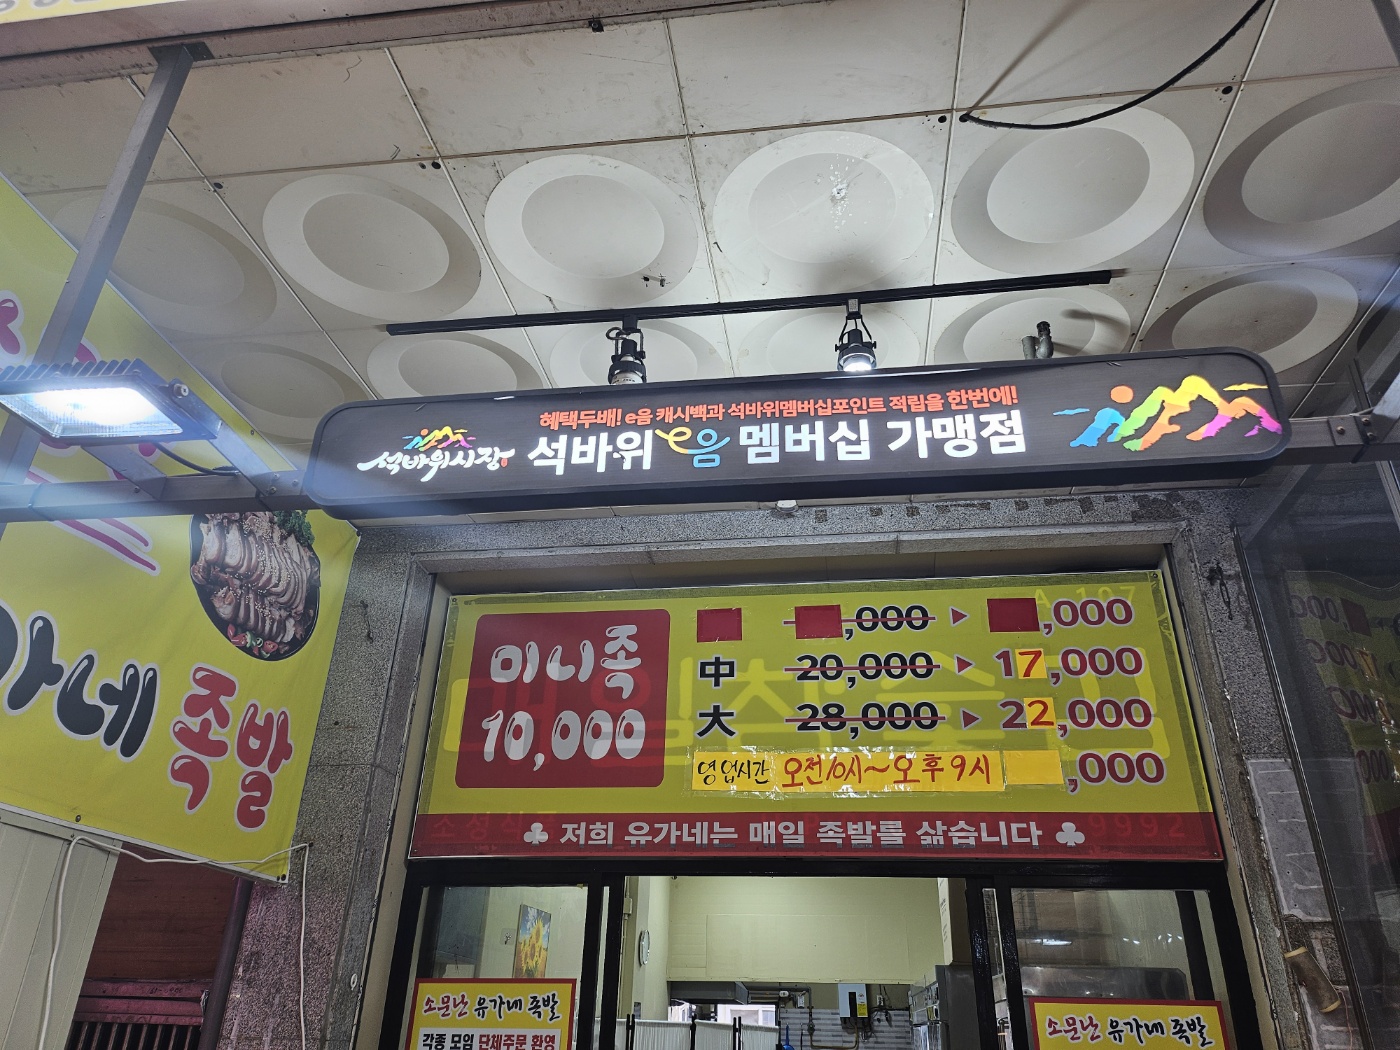 혜택두배! e음 캐시백과 석바위멤버십포인트 적립을 한번에!
석바위시장 석바위 e음 멤버십 가맹점
미니족
10,000
,000 ▶ ,000
中 20,000 ▶ 17,000
大 28,000 ▶ 22,000
영업시간 오전10시~오후9시 ,000
♣ 저희 유가네는 매일 족발을 삶습니다 ♣
가네 족발
소문난 유가네 족발
각종 모임 단체주문 환영
소문난 유가네 족발